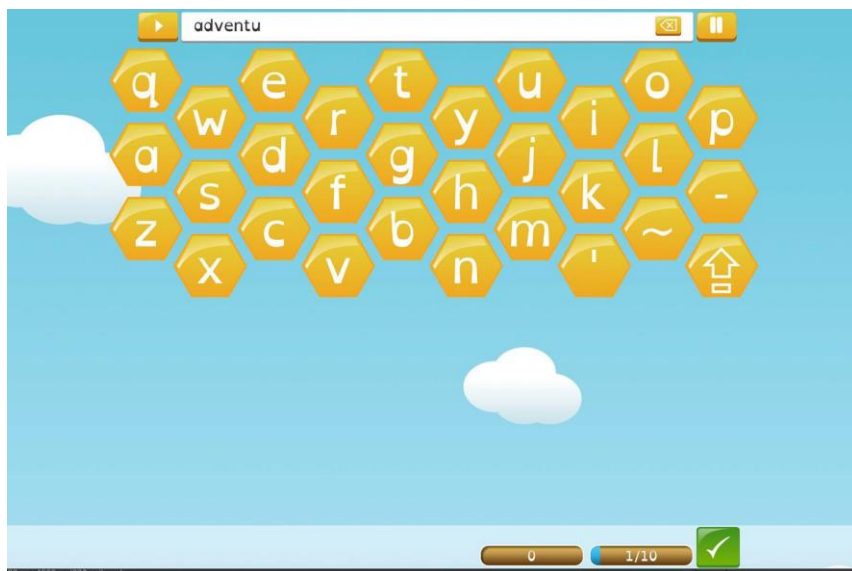 adventu
q e t u o
w r y i p
a d g j l
s f h k -
z c b m ~
x v n '
0 1/10